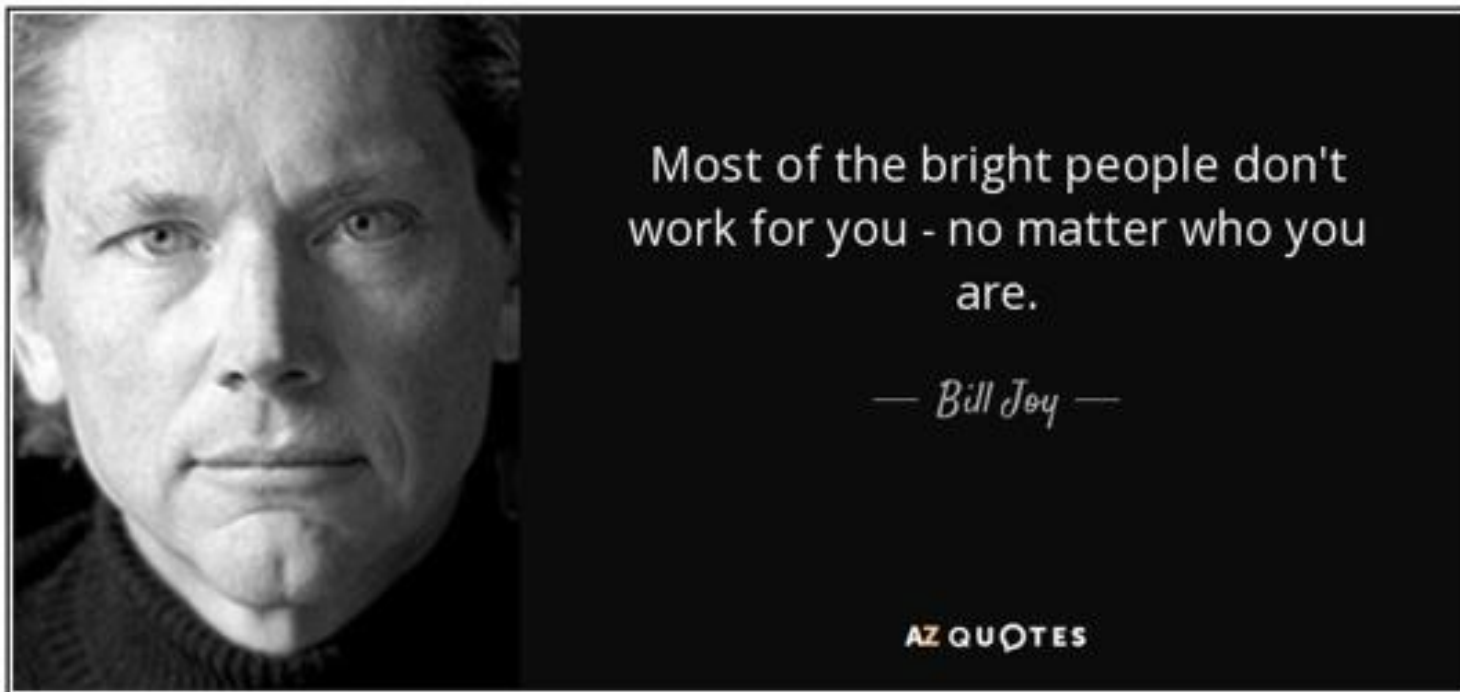 Most of the bright people don't
work for you - no matter who you
are.
— Bill Joy —
AZ QUOTES